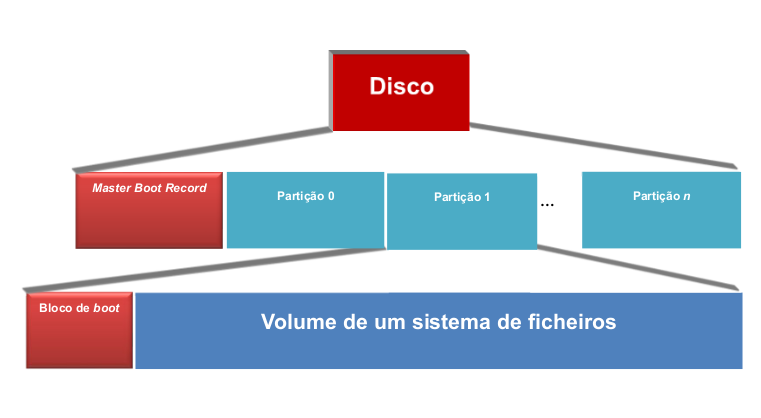 Disco
Master Boot Record
Partição 0
Partição 1
...
Partição n
Bloco de boot
Volume de um sistema de ficheiros